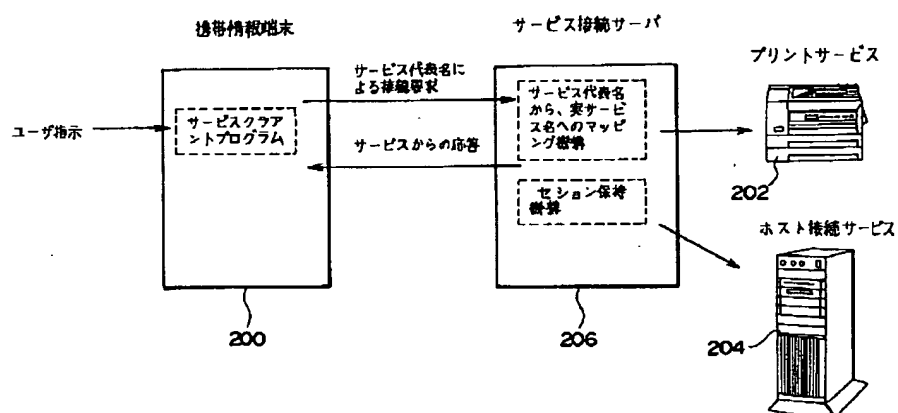 携帯情報端末
サービス接続サーバ
プリントサービス
サービス代表名に
よる接続要求
サービス代表名
から、実サービ
ス名へのマッピ
ング機構
ユーザ指示
サービスクラア
ントプログラム
サービスからの応答
202
セション保持
機構
ホスト接続サービス
200
206
204